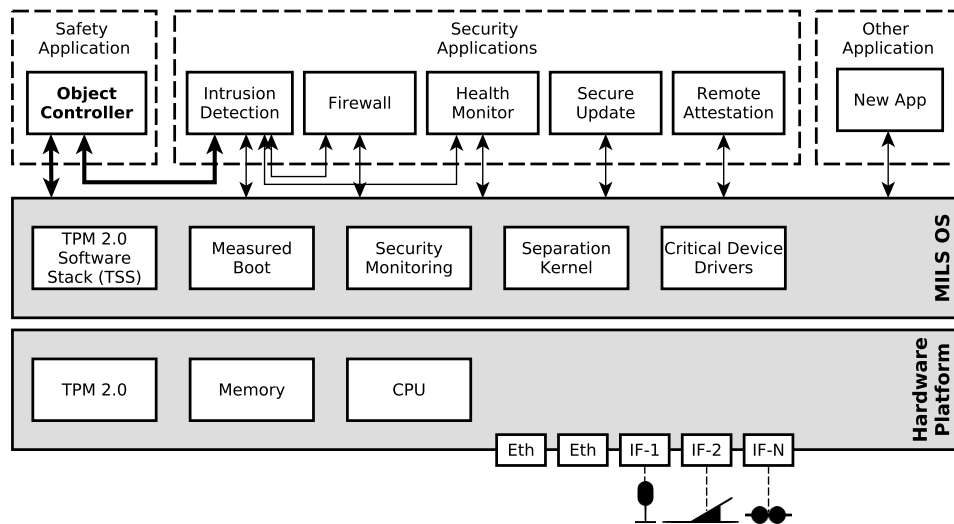 Safety
Application
Security
Applications
Other
Application
Object
Controller
Intrusion
Detection
Firewall
Health
Monitor
Secure
Update
Remote
Attestation
New App
TPM 2.0
Software
Stack (TSS)
Measured
Boot
Security
Monitoring
Separation
Kernel
Critical Device
Drivers
MILS OS
TPM 2.0
Memory
CPU
Hardware
Platform
Eth
Eth
IF-1
IF-2
IF-N